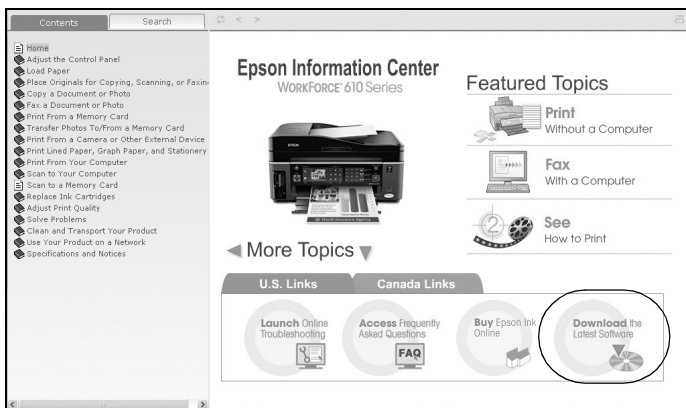 Contents
Search
Home
Adjust the Control Panel
Load Paper
Place Originals for Copying, Scanning, or Faxin
Copy a Document or Photo
Fax a Document or Photo
Print From a Memory Card
Transfer Photos To/From a Memory Card
Print From a Camera or Other External Device
Print Lined Paper, Graph Paper, and Stationery
Print From Your Computer
Scan to Your Computer
Scan to a Memory Card
Replace Ink Cartridges
Adjust Print Quality
Solve Problems
Clean and Transport Your Product
Use Your Product on a Network
Specifications and Notices
Epson Information Center
WORKFORCE® 610 Series
EPSON
More Topics
Featured Topics
Print
Without a Computer
Fax
With a Computer
2
See
How to Print
U.S. Links
Canada Links
Launch Online
Troubleshooting
Access Frequently
Asked Questions
FAQ
Buy Epson Ink
Online
Download the
Latest Software